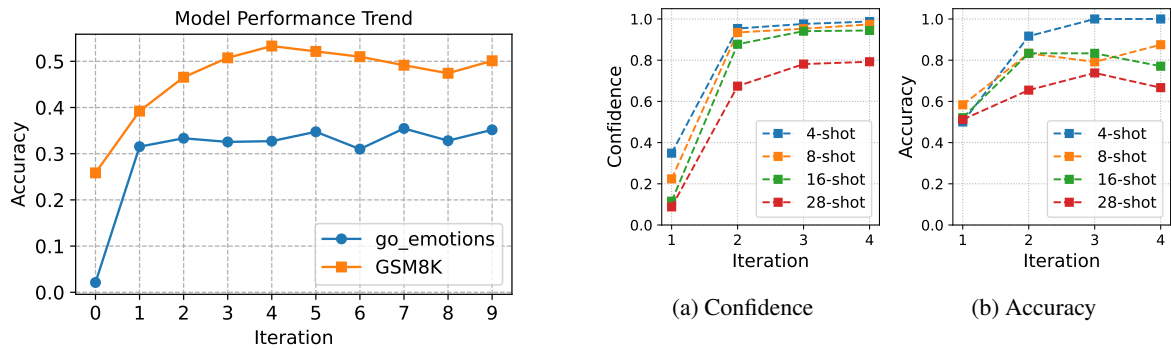 Model Performance Trend
Accuracy
0.5
0.4
0.3
0.2
0.1
0.0
go_emotions
GSM8K
0 1 2 3 4 5 6 7 8 9
Iteration
Confidence
1.0
0.8
0.6
0.4
0.2
0.0
4-shot
8-shot
16-shot
28-shot
1 2 3 4
Iteration
(a) Confidence
Accuracy
1.0
0.8
0.6
0.4
0.2
0.0
4-shot
8-shot
16-shot
28-shot
1 2 3 4
Iteration
(b) Accuracy